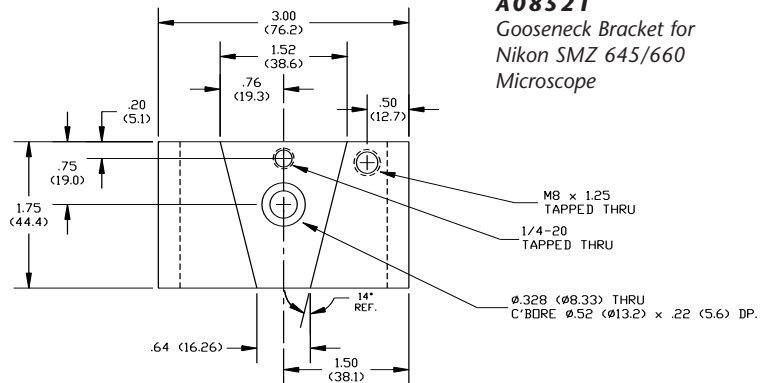 A08521
Gooseneck Bracket for
Nikon SMZ 645/660
Microscope
3.00
(76.2)
1.52
(38.6)
.76
(19.3)
.50
(12.7)
.20
(5.1)
.75
(19.0)
1.75
(44.4)
M8 x 1.25
TAPPED THRU
1/4-20
TAPPED THRU
Ø.328 (Ø8.33) THRU
C'BORE Ø.52 (Ø13.2) x .22 (5.6) DP.
14°
REF.
.64 (16.26)
1.50
(38.1)